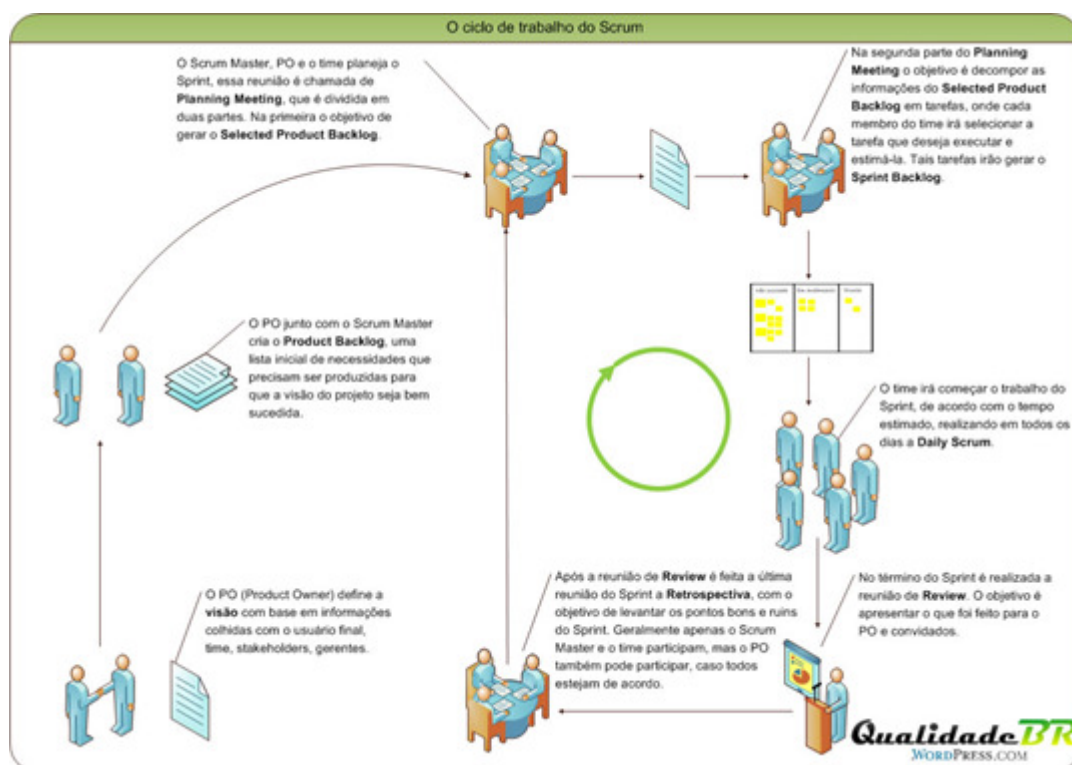 O ciclo de trabalho do Scrum
O Scrum Master, PO e o time planeja o
Sprint, essa reunião é chamada de
Planning Meeting, que é dividida em
duas partes. Na primeira o objetivo de
gerar o Selected Product Backlog.
Na segunda parte do Planning
Meeting o objetivo é decompor as
informações do Selected Product
Backlog em tarefas, onde cada
membro do time irá selecionar a
tarefa que deseja executar e
estimá-la. Tais tarefas irão gerar o
Sprint Backlog.
O PO junto com o Scrum Master
cria o Product Backlog, uma
lista inicial de necessidades que
precisam ser produzidas para
que a visão do projeto seja bem
sucedida.
O time irá começar o trabalho do
Sprint, de acordo com o tempo
estimado, realizando em todos os
dias a Daily Scrum.
O PO (Product Owner) define a
visão com base em informações
colhidas com o usuário final,
time, stakeholders, gerentes.
Após a reunião de Review é feita a última
reunião do Sprint a Retrospectiva, com o
objetivo de levantar os pontos bons e ruins
do Sprint. Geralmente apenas o Scrum
Master e o time participam, mas o PO
também pode participar, caso todos
estejam de acordo.
No término do Sprint é realizada a
reunião de Review. O objetivo é
apresentar o que foi feito para o
PO e convidados.
QualidadeBR
WORDPRESS.COM